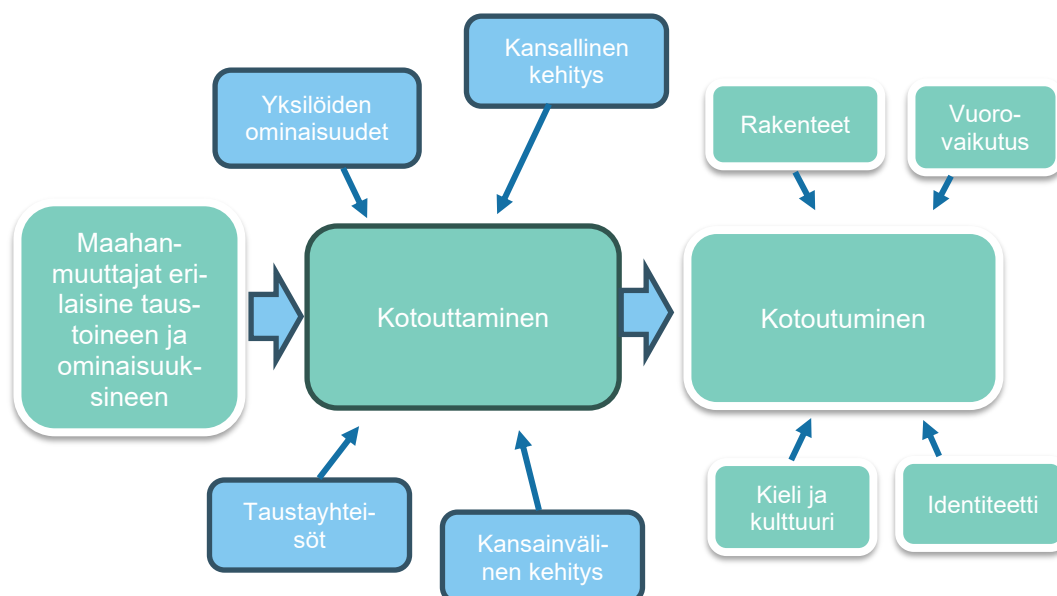 Kansallinen
kehitys
Yksilöiden
ominaisuudet
Rakenteet
Vuoro-
vaikutus
Maahan-
muuttajat eri-
laisine taus-
toineen ja
ominaisuuk-
sineen
Kotouttaminen
Kotoutuminen
Taustayhtei-
söt
Kansainväli-
nen kehitys
Kieli ja
kulttuuri
Identiteetti